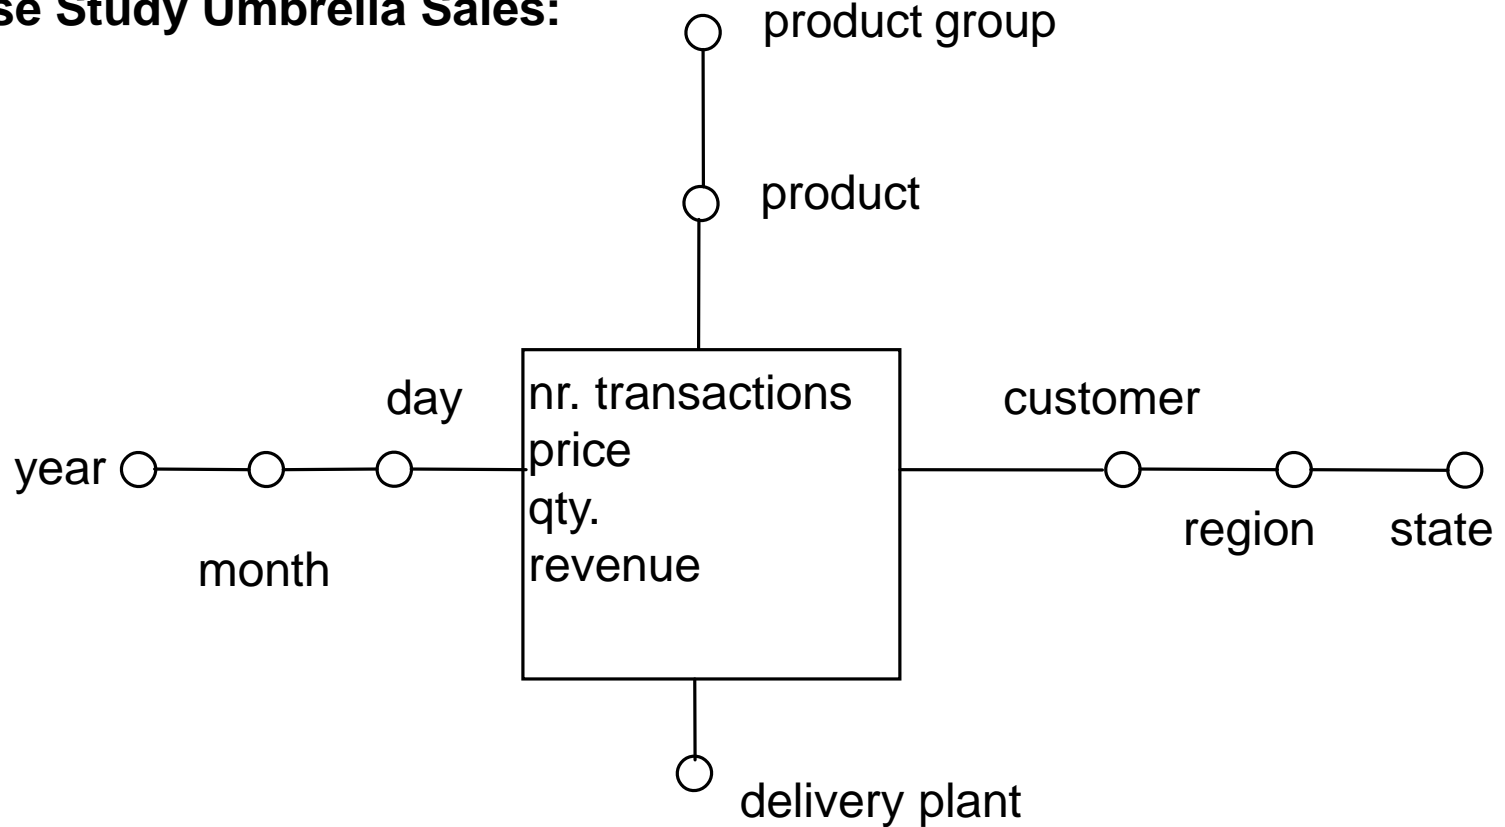 se Study Umbrella Sales:
product group
product
day
nr. transactions
customer
price
year
qty.
region
state
revenue
month
delivery plant